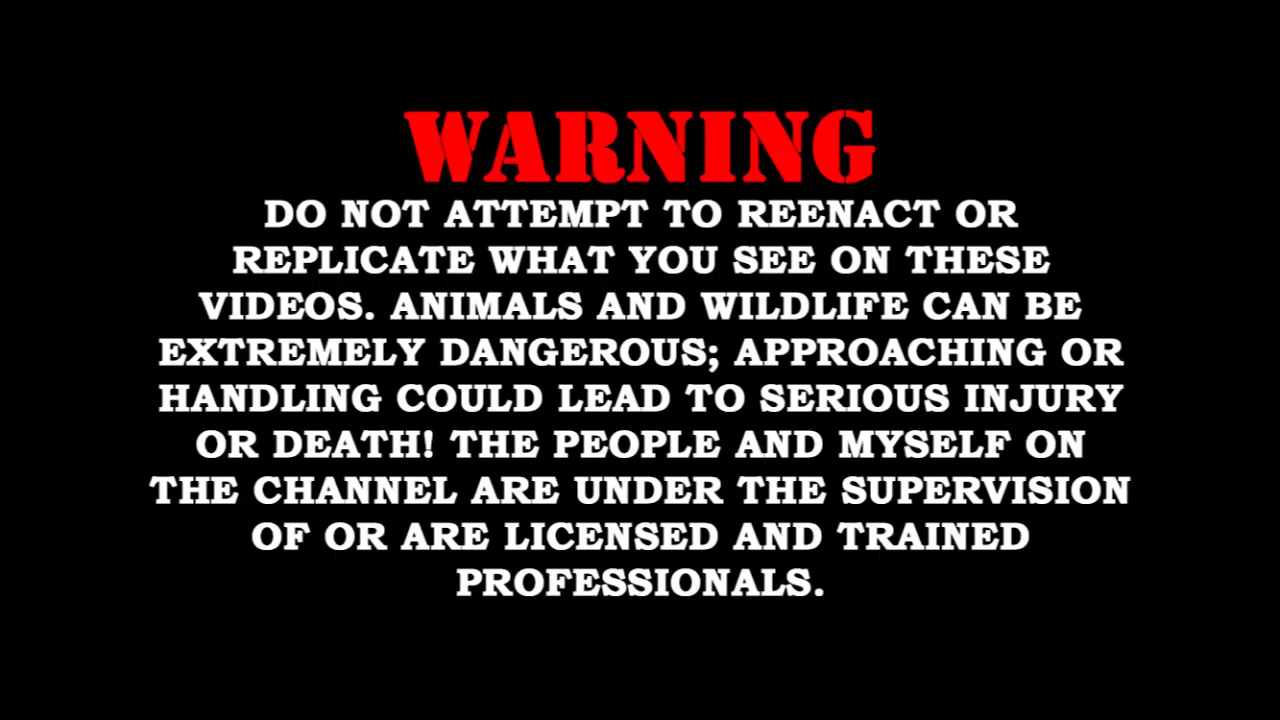 WARNING
DO NOT ATTEMPT TO REENACT OR
REPLICATE WHAT YOU SEE ON THESE
VIDEOS. ANIMALS AND WILDLIFE CAN BE
EXTREMELY DANGEROUS; APPROACHING OR
HANDLING COULD LEAD TO SERIOUS INJURY
OR DEATH! THE PEOPLE AND MYSELF ON
THE CHANNEL ARE UNDER THE SUPERVISION
OF OR ARE LICENSED AND TRAINED
PROFESSIONALS.